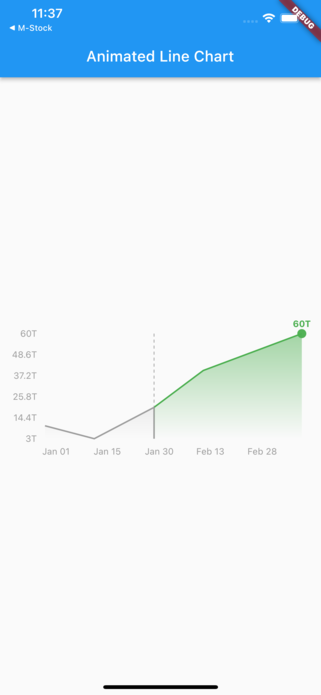 11:37
◀ M-Stock
DEBUG
Animated Line Chart
60T
60T
48.6T
37.2T
25.8T
14.4T
3T
Jan 01 Jan 15 Jan 30 Feb 13 Feb 28